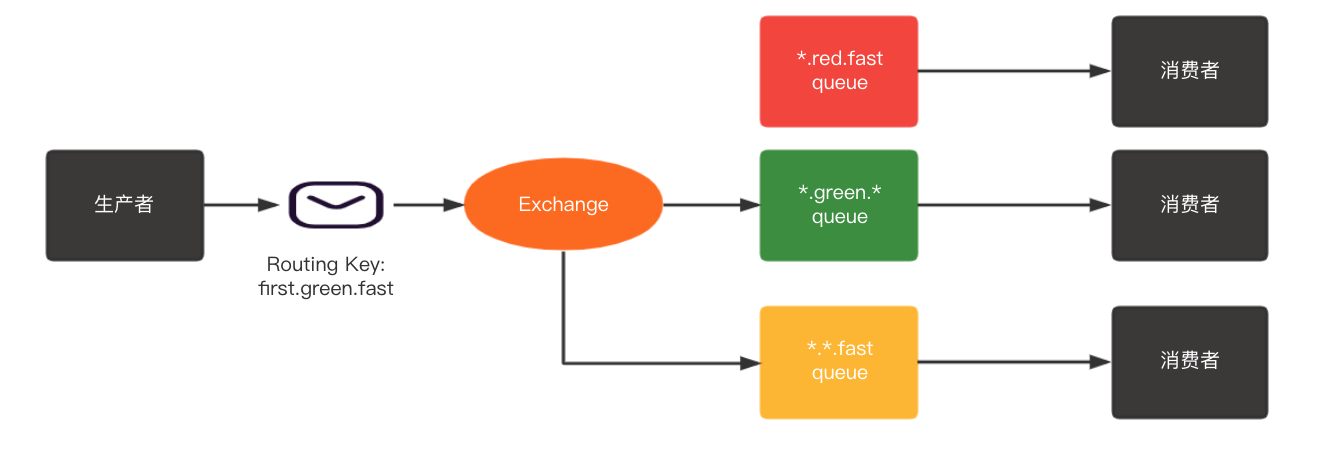 *.red.fast
queue
消费者
生产者
Routing Key:
first.green.fast
Exchange
*.green.*
queue
消费者
*.*.fast
queue
消费者